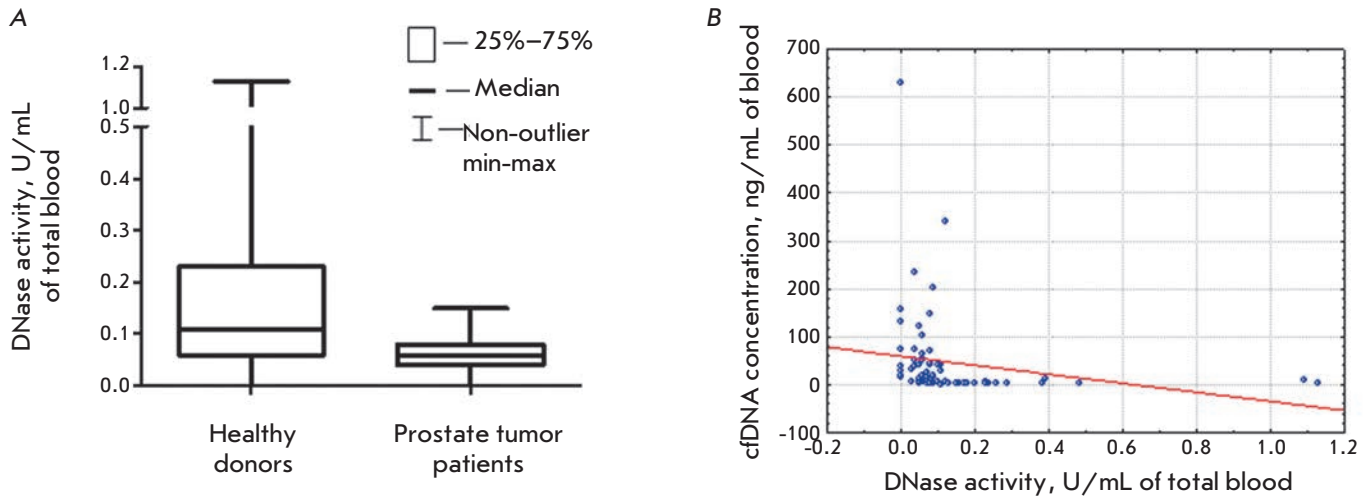 A
DNase activity, U/mL
of total blood
1.2
1.0
0.5
0.4
0.3
0.2
0.1
0.0
25%–75%
Median
Non-outlier
min-max
Healthy
donors
Prostate tumor
patients
B
cfDNA concentration, ng/mL of blood
700
600
500
400
300
200
100
0
-100
-0.2
0.0
0.2
0.4
0.6
0.8
1.0
1.2
DNase activity, U/mL of total blood